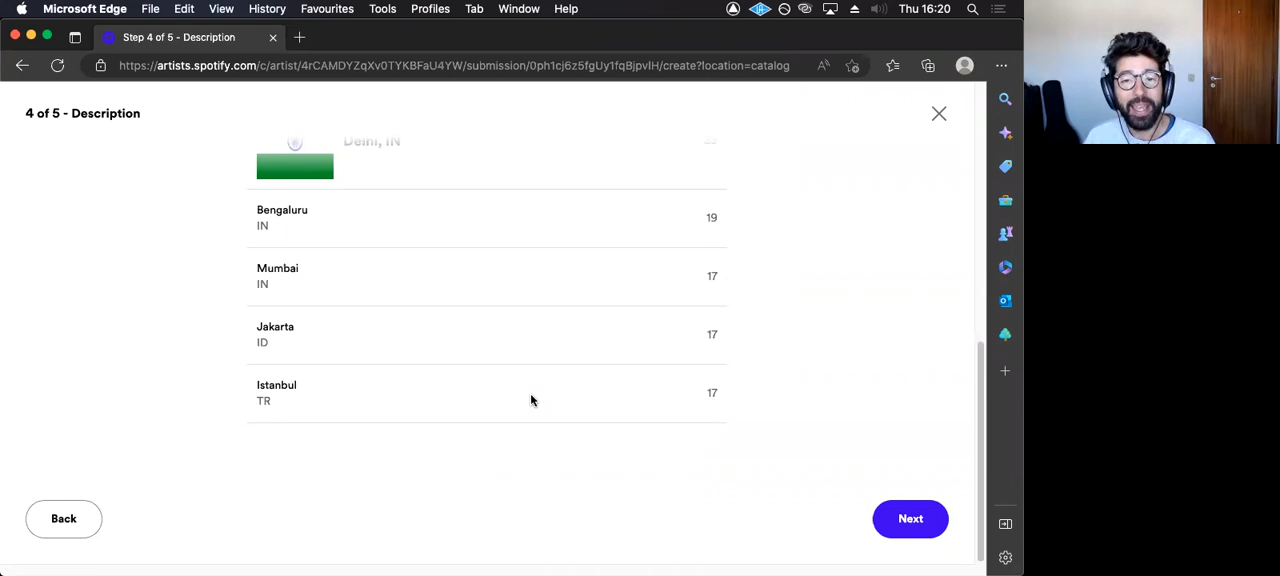 Microsoft Edge File Edit View History Favourites Tools Profiles Tab Window Help Thu 16:20
Step 4 of 5 - Description
https://artists.spotify.com/c/artist/4rCAMDYZqXv0TYKBFaU4YW/submission/0ph1cj6z5fgUy1fqBjpvIH/create?location=catalog
4 of 5 - Description
Delhi, IN
Bengaluru 19
IN
Mumbai 17
IN
Jakarta 17
ID
Istanbul 17
TR
Back Next